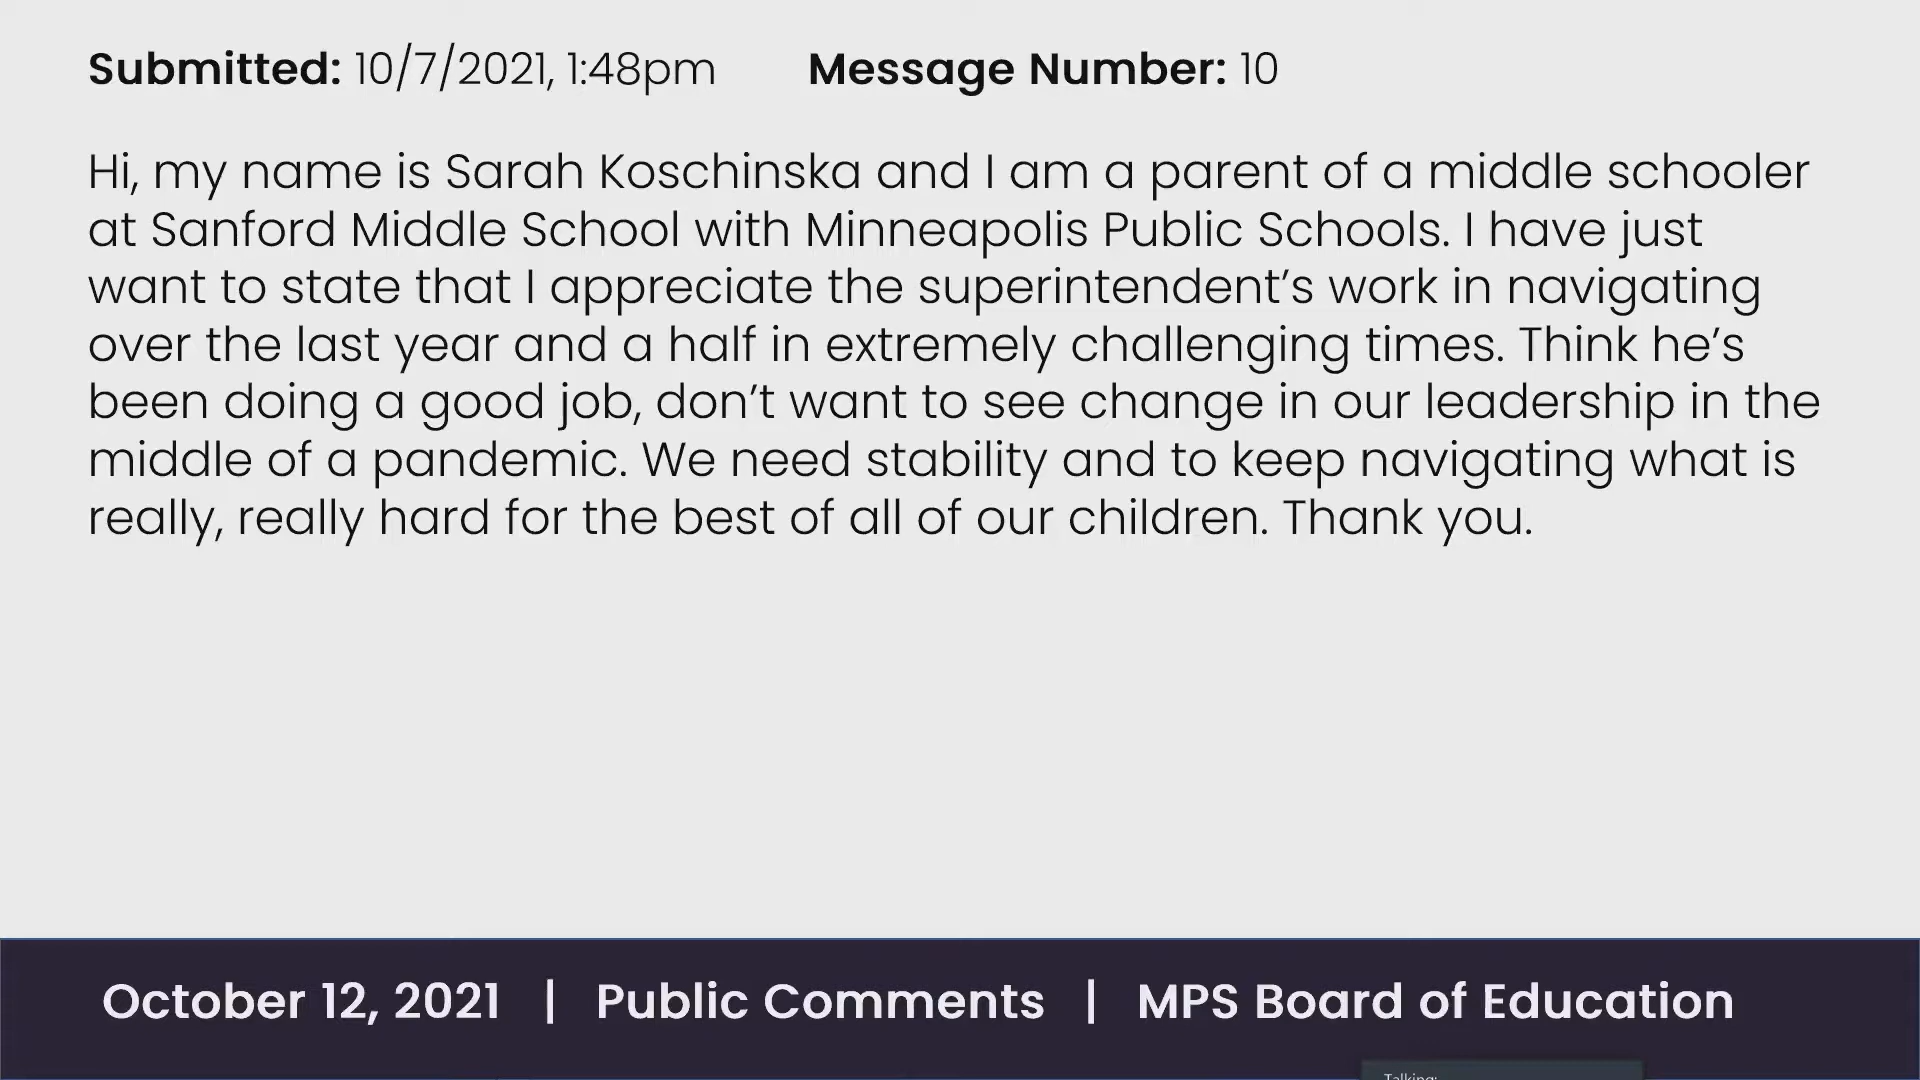 Submitted: 10/7/2021, 1:48pm Message Number: 10
Hi, my name is Sarah Koschinska and I am a parent of a middle schooler
at Sanford Middle School with Minneapolis Public Schools. I have just
want to state that I appreciate the superintendent’s work in navigating
over the last year and a half in extremely challenging times. Think he’s
been doing a good job, don’t want to see change in our leadership in the
middle of a pandemic. We need stability and to keep navigating what is
really, really hard for the best of all of our children. Thank you.
October 12, 2021 | Public Comments | MPS Board of Education
Talking: